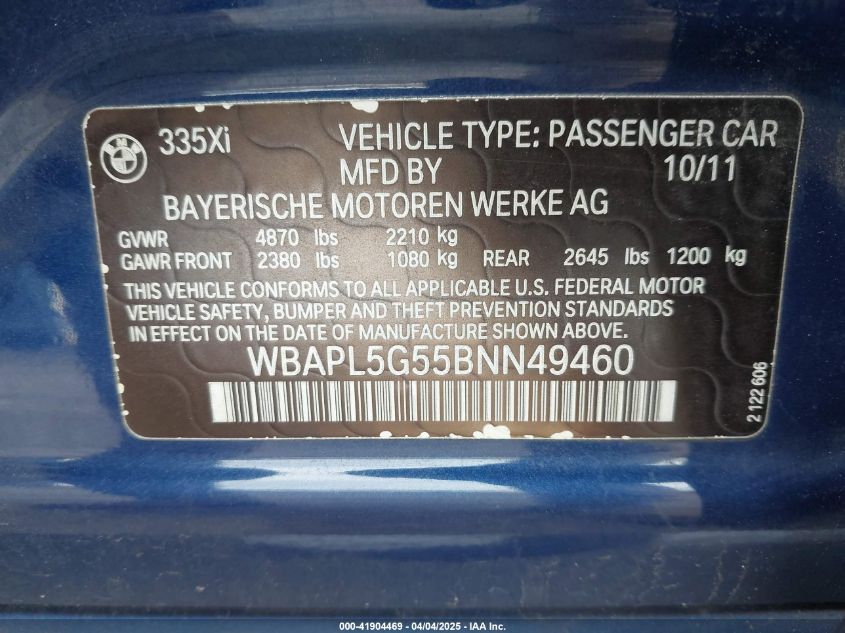 BMW
335Xi VEHICLE TYPE: PASSENGER CAR
MFD BY 10/11
BAYERISCHE MOTOREN WERKE AG
GVWR 4870 lbs 2210 kg
GAWR FRONT 2380 lbs 1080 kg REAR 2645 lbs 1200 kg
THIS VEHICLE CONFORMS TO ALL APPLICABLE U.S. FEDERAL MOTOR
VEHICLE SAFETY, BUMPER AND THEFT PREVENTION STANDARDS
IN EFFECT ON THE DATE OF MANUFACTURE SHOWN ABOVE.
WBAPL5G55BNN49460
2 122 606
000-41904469 - 04/04/2025 - IAA Inc.